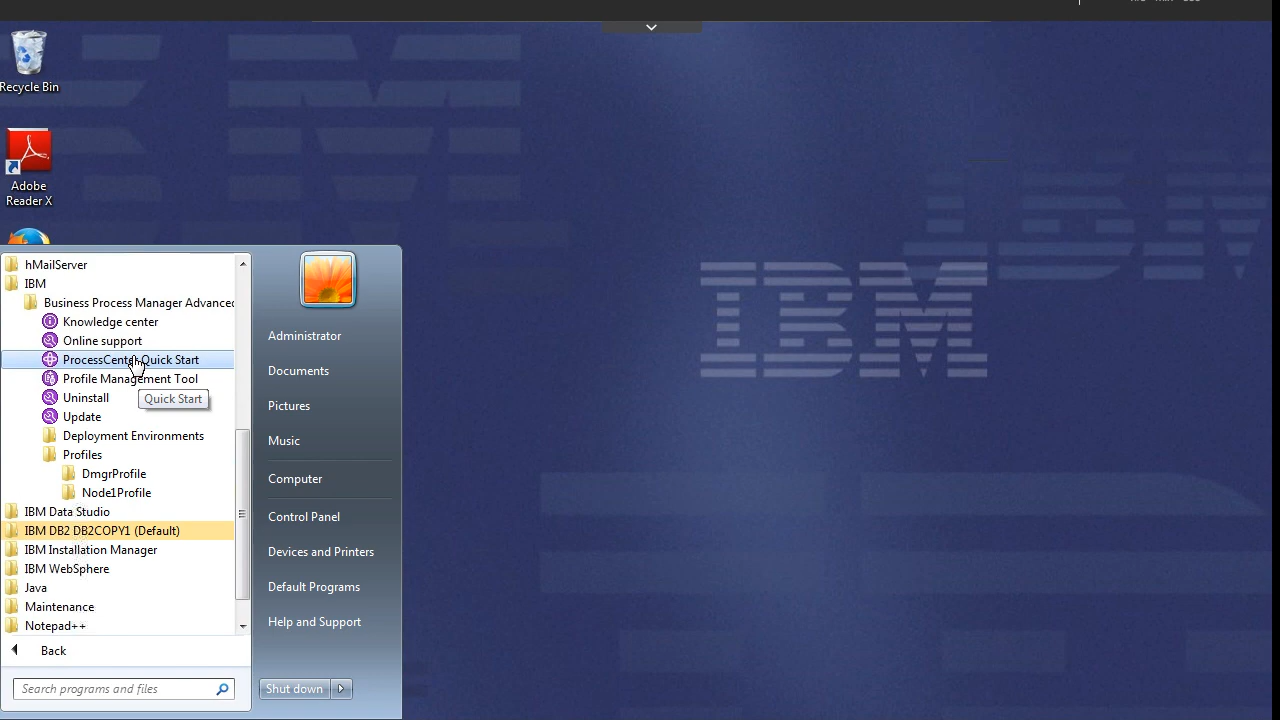 Recycle Bin
Adobe
Reader X
hMailServer
IBM
Business Process Manager Advanced
Knowledge center
Online support
ProcessCenter Quick Start
Profile Management Tool
Uninstall
Quick Start
Update
Deployment Environments
Profiles
DmgrProfile
Node1Profile
IBM Data Studio
IBM DB2 DB2COPY1 (Default)
IBM Installation Manager
IBM WebSphere
Java
Maintenance
Notepad++
Back
Search programs and files
Administrator
Documents
Pictures
Music
Computer
Control Panel
Devices and Printers
Default Programs
Help and Support
Shut down
IBM
IBM
IBM